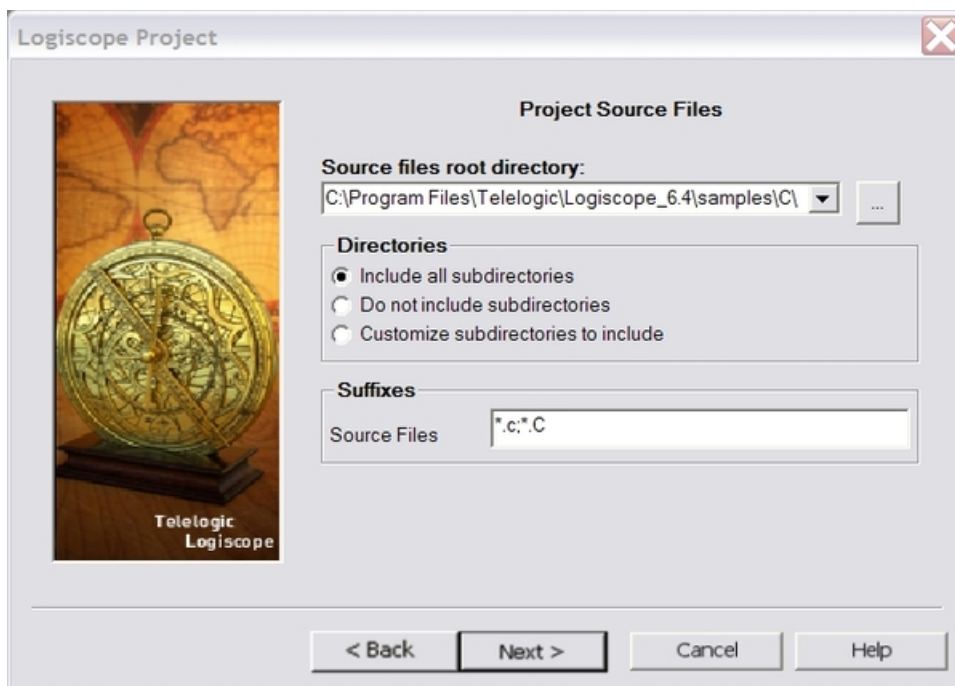 Logiscope Project
Project Source Files
Source files root directory:
C:\Program Files\Telelogic\Logiscope_6.4\samples\C\
...
Directories
Include all subdirectories
Do not include subdirectories
Customize subdirectories to include
Suffixes
Source Files
*.c;*.C
Telelogic
Logiscope
< Back
Next >
Cancel
Help